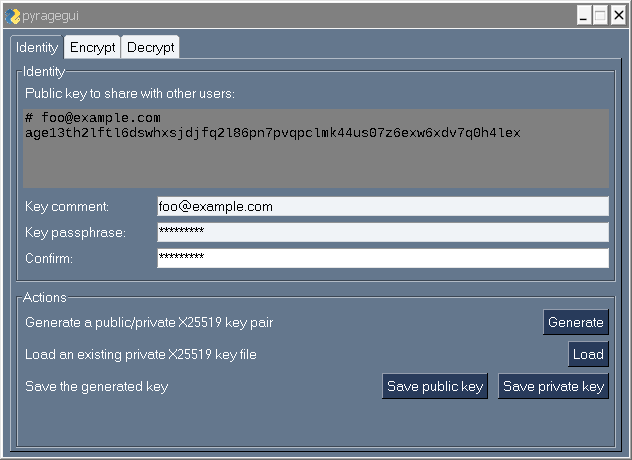 pyragegui
Identity Encrypt Decrypt
Identity
Public key to share with other users:
# foo@example.com
age13th2lftl6dswhxsjdjfq2l86pn7pvqpclmk44us07z6exw6xdv7q0h4lex
Key comment: foo@example.com
Key passphrase: *********
Confirm: *********
Actions
Generate a public/private X25519 key pair Generate
Load an existing private X25519 key file Load
Save the generated key Save public key Save private key